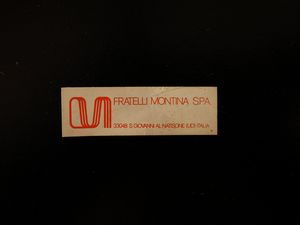 FRATELLI MONTINA S.P.A.
33048 S. GIOVANNI AL NATISONE (UD) - ITALIA